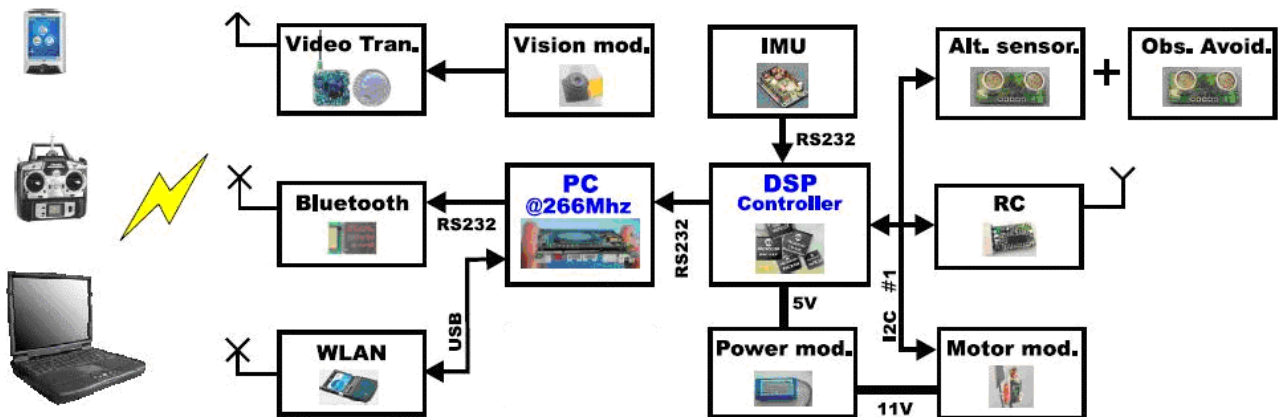 Video Tran.
Vision mod.
IMU
Alt. sensor.
+
Obs. Avoid.
RS232
Bluetooth
RS232
PC
@266Mhz
RS232
DSP
Controller
RC
I2C #1
USB
5V
WLAN
Power mod.
Motor mod.
11V